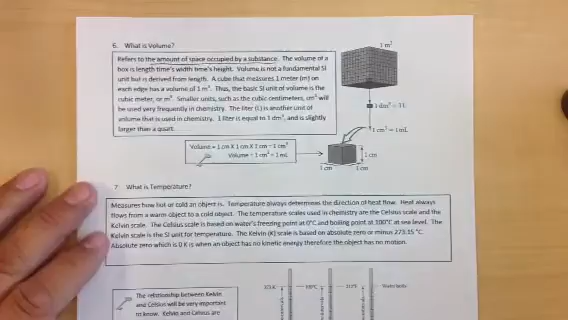 6. What is Volume?
Refers to the amount of space occupied by a substance. The volume of a
box is length time's width time's height. Volume is not a fundamental SI
unit but is derived from length. A cube that measures 1 meter (m) on
each edge has a volume of 1 m³. Thus, the basic SI unit of volume is the
cubic meter, or m³. Smaller units, such as the cubic centimeters, cm³ will
be used very frequently in chemistry. The liter (L) is another unit of
volume that is used in chemistry. 1 liter is equal to 1 dm³, and is slightly
larger than a quart.
1 m³
1 dm³ = 1 L
1 cm³ = 1 mL
Volume = 1 cm X 1 cm X 1 cm = 1 cm³
Volume = 1 cm³ = 1 mL
1 cm
1 cm
1 cm
7 What is Temperature?
Measures how hot or cold an object is. Temperature always determines the direction of heat flow. Heat always
flows from a warm object to a cold object. The temperature scales used in chemistry are the Celsius scale and the
Kelvin scale. The Celsius scale is based on water's freezing point at 0°C and boiling point at 100°C at sea level. The
Kelvin scale is the SI unit for temperature. The Kelvin (K) scale is based on absolute zero or minus 273.15 °C.
Absolute zero which is 0 K is when an object has no kinetic energy therefore the object has no motion.
The relationship between Kelvin
and Celsius will be very important
to know. Kelvin and Celsius are
373 K
100°C
212°F
Water boils